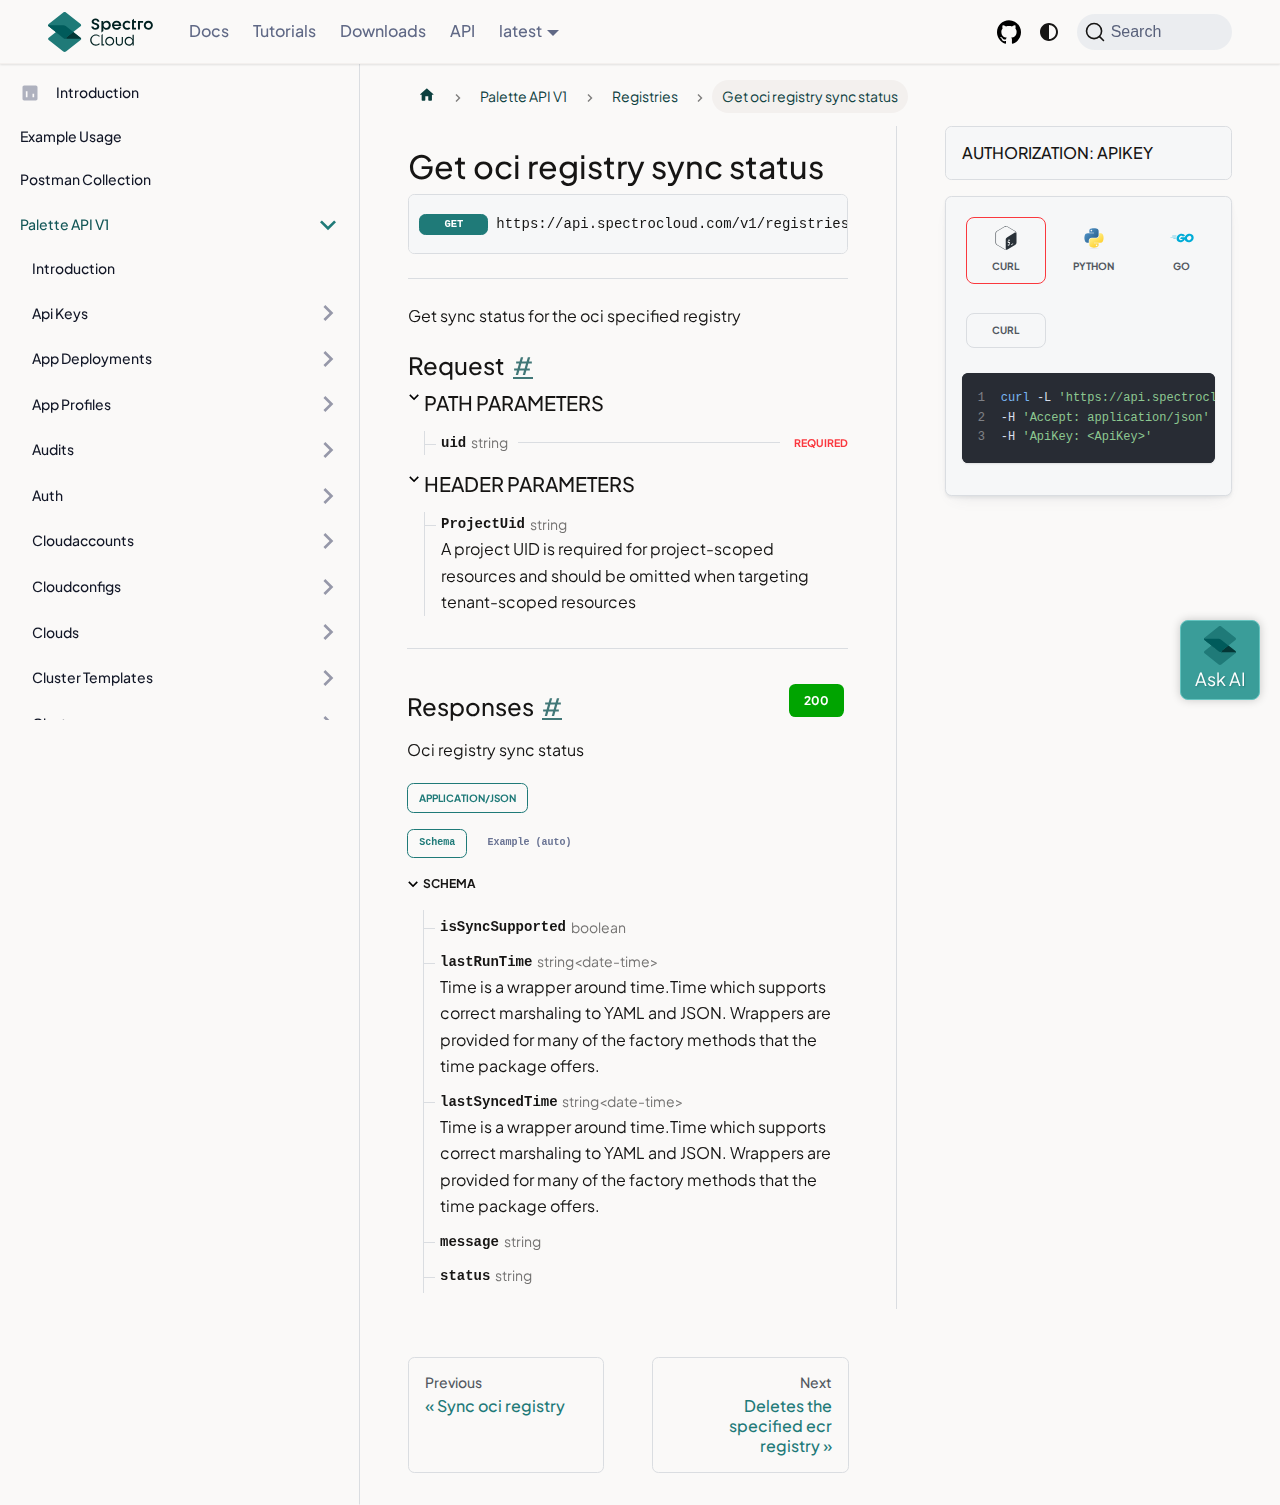 Spectro
Cloud
Docs
Tutorials
Downloads
API
latest
Search
Introduction
Example Usage
Postman Collection
Palette API V1
Introduction
Api Keys
App Deployments
App Profiles
Audits
Auth
Cloudaccounts
Cloudconfigs
Clouds
Cluster Templates
Palette API V1
Registries
Get oci registry sync status
Get oci registry sync status
GET
https://api.spectrocloud.com/v1/registries
Get sync status for the oci specified registry
Request #
PATH PARAMETERS
uid string
REQUIRED
HEADER PARAMETERS
ProjectUid string
A project UID is required for project-scoped
resources and should be omitted when targeting
tenant-scoped resources
Responses #
200
Oci registry sync status
APPLICATION/JSON
Schema
Example (auto)
SCHEMA
isSyncSupported boolean
lastRunTime string<date-time>
Time is a wrapper around time.Time which supports
correct marshaling to YAML and JSON. Wrappers are
provided for many of the factory methods that the
time package offers.
lastSyncedTime string<date-time>
Time is a wrapper around time.Time which supports
correct marshaling to YAML and JSON. Wrappers are
provided for many of the factory methods that the
time package offers.
message string
status string
Previous
« Sync oci registry
Next
Deletes the
specified ecr
registry »
AUTHORIZATION: APIKEY
CURL
PYTHON
GO
CURL
1 curl -L 'https://api.spectrocl
2 -H 'Accept: application/json'
3 -H 'ApiKey: <ApiKey>'
Ask AI